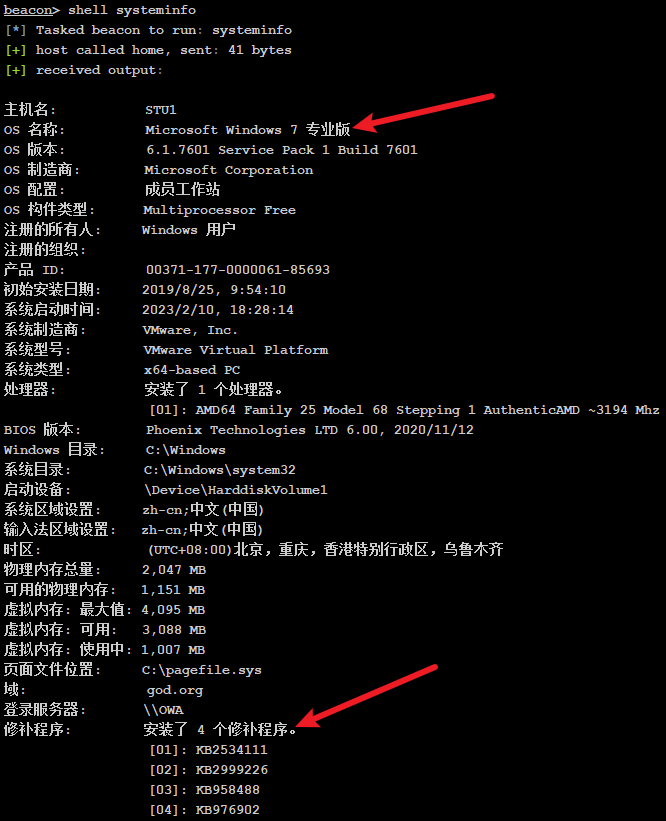 beacon> shell systeminfo
[*] Tasked beacon to run: systeminfo
[+] host called home, sent: 41 bytes
[+] received output:
主机名: STU1
OS 名称: Microsoft Windows 7 专业版
OS 版本: 6.1.7601 Service Pack 1 Build 7601
OS 制造商: Microsoft Corporation
OS 配置: 成员工作站
OS 构件类型: Multiprocessor Free
注册的所有人: Windows 用户
注册的组织:
产品 ID: 00371-177-0000061-85693
初始安装日期: 2019/8/25, 9:54:10
系统启动时间: 2023/2/10, 18:28:14
系统制造商: VMware, Inc.
系统型号: VMware Virtual Platform
系统类型: x64-based PC
处理器: 安装了 1 个处理器。
[01]: AMD64 Family 25 Model 68 Stepping 1 AuthenticAMD ~3194 Mhz
BIOS 版本: Phoenix Technologies LTD 6.00, 2020/11/12
Windows 目录: C:\Windows
系统目录: C:\Windows\system32
启动设备: \Device\HarddiskVolume1
系统区域设置: zh-cn;中文(中国)
输入法区域设置: zh-cn;中文(中国)
时区: (UTC+08:00)北京，重庆，香港特别行政区，乌鲁木齐
物理内存总量: 2,047 MB
可用的物理内存: 1,151 MB
虚拟内存: 最大值: 4,095 MB
虚拟内存: 可用: 3,088 MB
虚拟内存: 使用中: 1,007 MB
页面文件位置: C:\pagefile.sys
域: god.org
登录服务器: \\OWA
修补程序: 安装了 4 个修补程序。
[01]: KB2534111
[02]: KB2999226
[03]: KB958488
[04]: KB976902